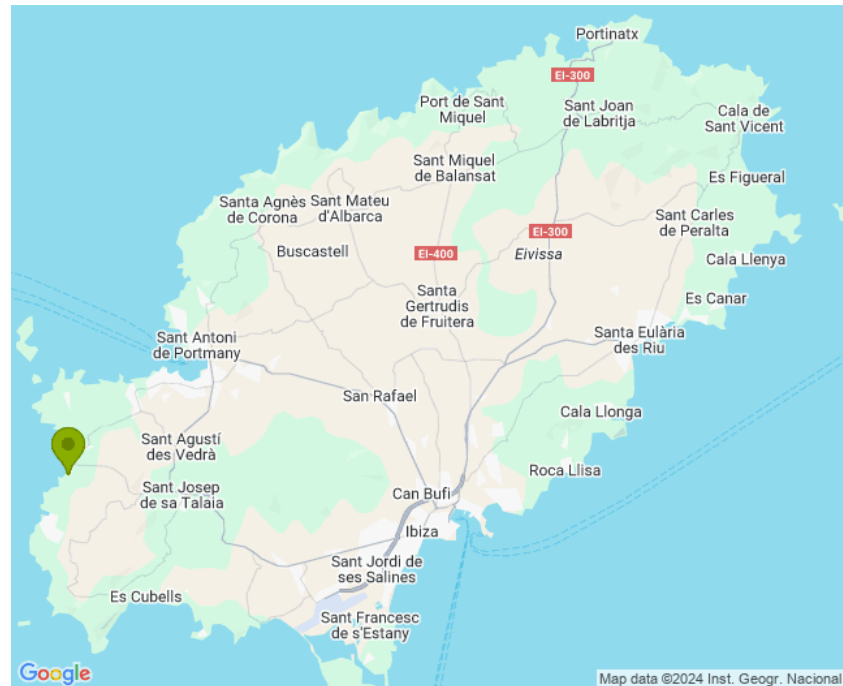 Portinatx
EI-300
Port de Sant
Miquel
Sant Joan
de Labritja
Cala de
Sant Vicent
Sant Miquel
de Balansat
Es Figueral
Santa Agnès
de Corona
Sant Mateu
d'Albarca
Sant Carles
de Peralta
EI-300
Buscastell
EI-400
Eivissa
Cala Llenya
Santa
Gertrudis
de Fruitera
Es Canar
Sant Antoni
de Portmany
Santa Eulària
des Riu
San Rafael
Cala Llonga
Sant Agustí
des Vedrà
Roca Llisa
Sant Josep
de sa Talaia
Can Bufi
Ibiza
Sant Jordi de
ses Salines
Es Cubells
Sant Francesc
de s'Estany
Google
Map data ©2024 Inst. Geogr. Nacional